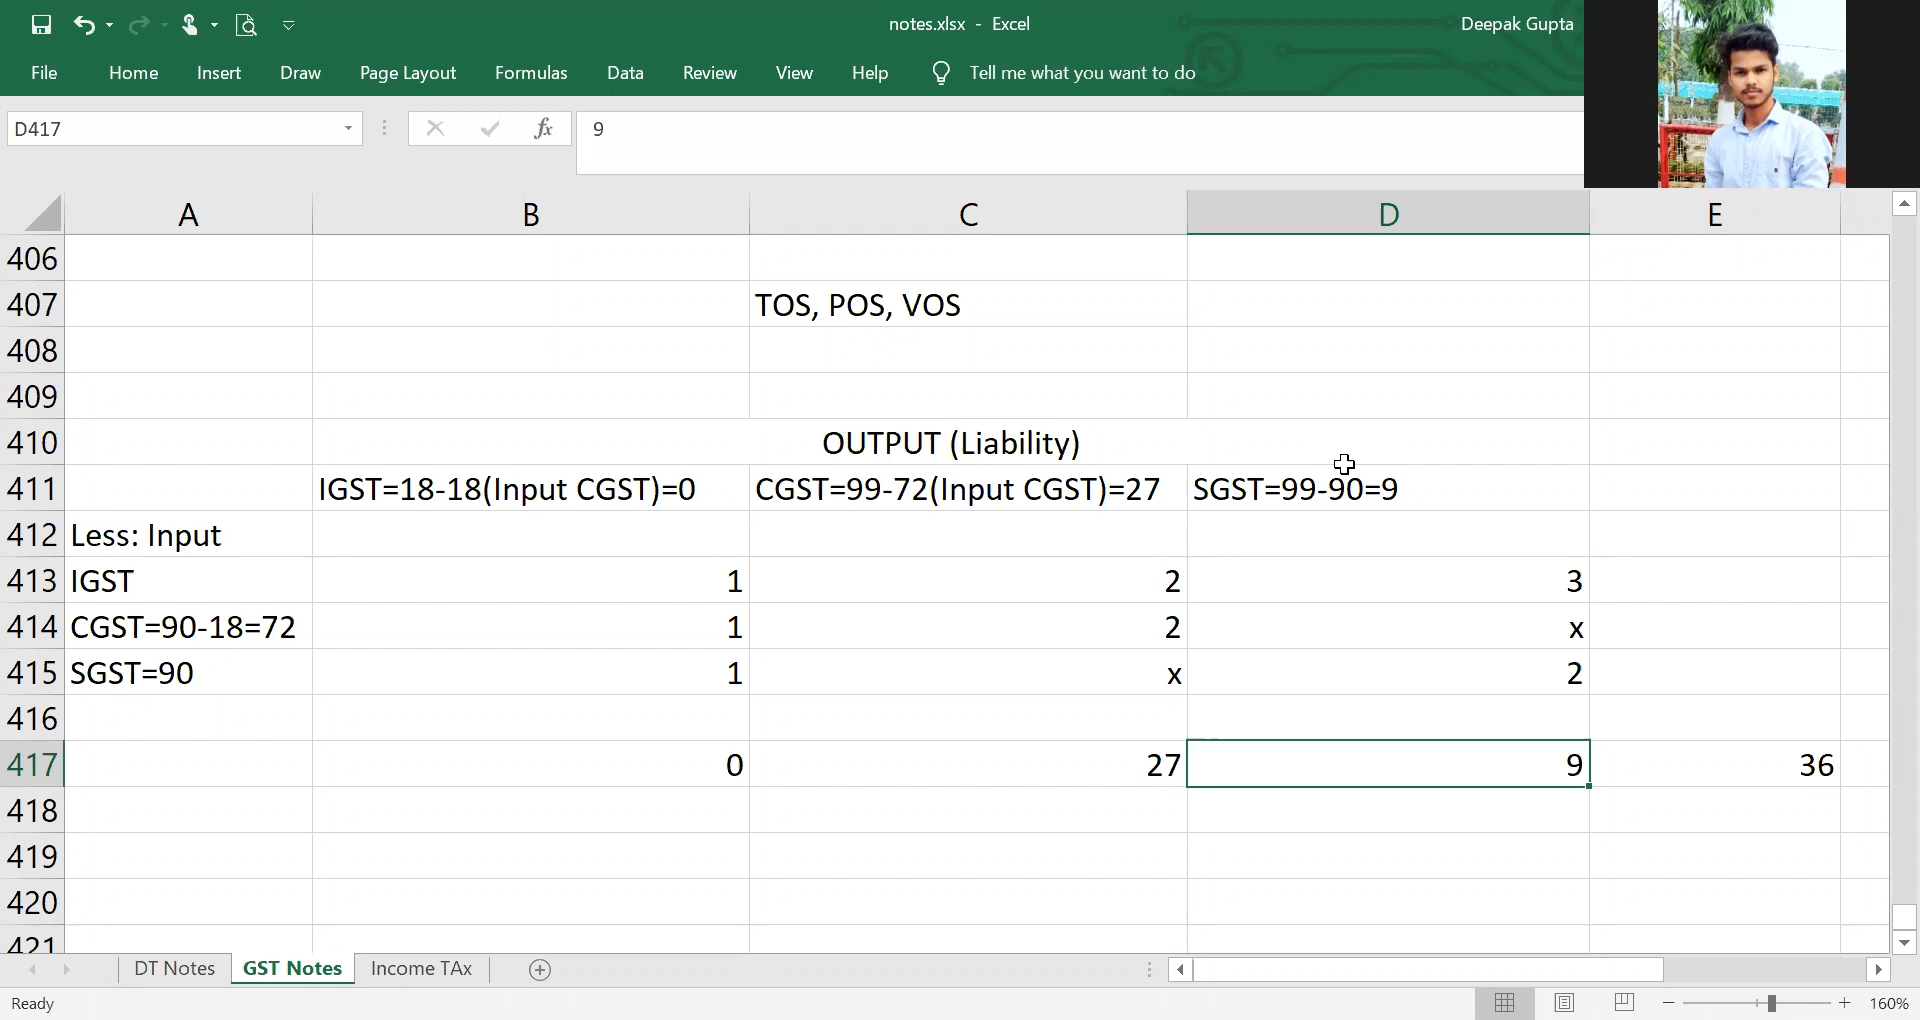 notes.xlsx - Excel
Deepak Gupta
File Home Insert Draw Page Layout Formulas Data Review View Help Tell me what you want to do
D417 fx 9
A B C D E
406
407 TOS, POS, VOS
408
409
410 OUTPUT (Liability)
411 IGST=18-18(Input CGST)=0 CGST=99-72(Input CGST)=27 SGST=99-90=9
412 Less: Input
413 IGST 1 2 3
414 CGST=90-18=72 1 2 x
415 SGST=90 1 x 2
416
417 0 27 9 36
418
419
420
421
DT Notes GST Notes Income TAx
Ready 160%